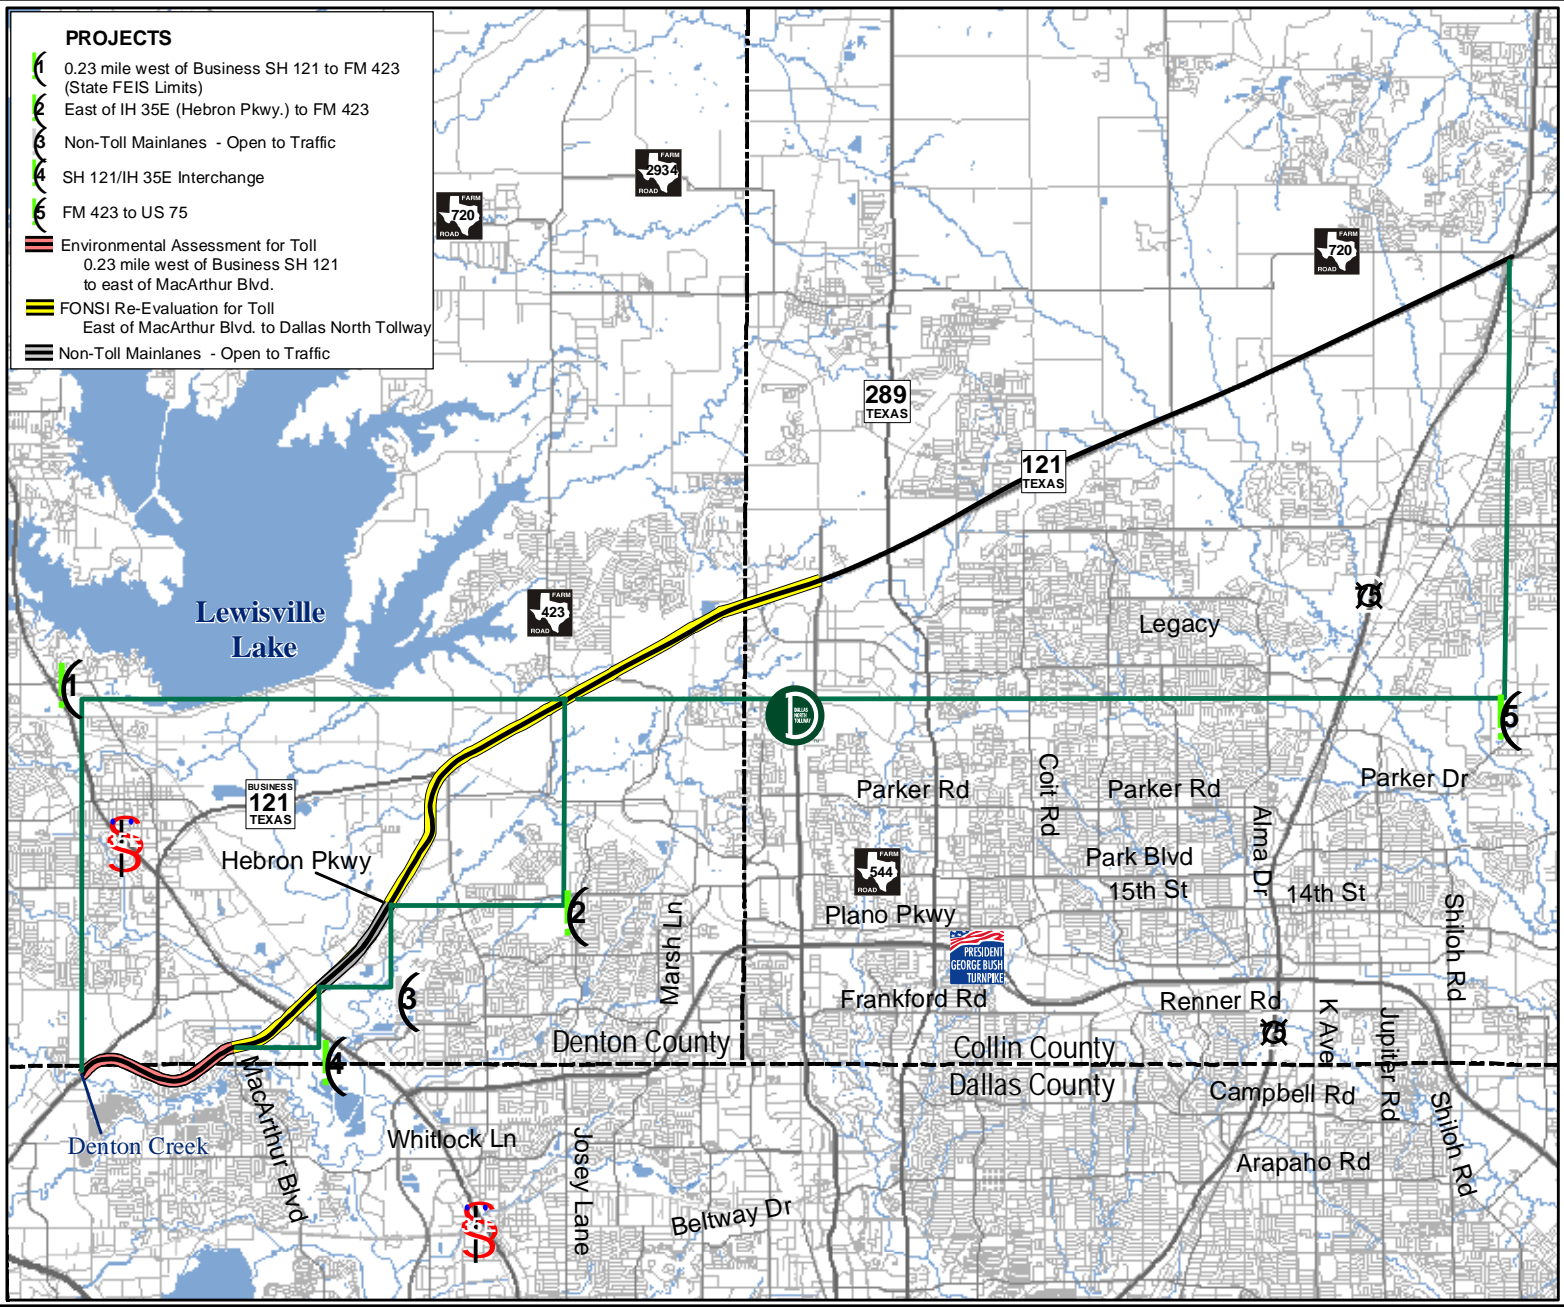 PROJECTS
1 0.23 mile west of Business SH 121 to FM 423
(State FEIS Limits)
2 East of IH 35E (Hebron Pkwy.) to FM 423
3 Non-Toll Mainlanes - Open to Traffic
4 SH 121/IH 35E Interchange
5 FM 423 to US 75
Environmental Assessment for Toll
0.23 mile west of Business SH 121
to east of MacArthur Blvd.
FONSI Re-Evaluation for Toll
East of MacArthur Blvd. to Dallas North Tollway
Non-Toll Mainlanes - Open to Traffic
FARM
2934
ROAD
FARM
720
ROAD
FARM
720
ROAD
289
TEXAS
121
TEXAS
Lewisville
Lake
FARM
423
ROAD
75
Legacy
1
5
DALLAS
NORTH
TOLLWAY
BUSINESS
121
TEXAS
Parker Rd
Coit Rd
Parker Rd
Parker Dr
Alma Dr
Hebron Pkwy
Park Blvd
FARM
544
ROAD
15th St
14th St
2
Plano Pkwy
Marsh Ln
Shiloh Rd
PRESIDENT
GEORGE BUSH
TURNPIKE
3
Frankford Rd
Renner Rd
K Ave
Jupiter Rd
75
Denton County
Collin County
4
Dallas County
Campbell Rd
MacArthur Blvd
Denton Creek
Whitlock Ln
Josey Lane
Shiloh Rd
Arapaho Rd
Beltway Dr